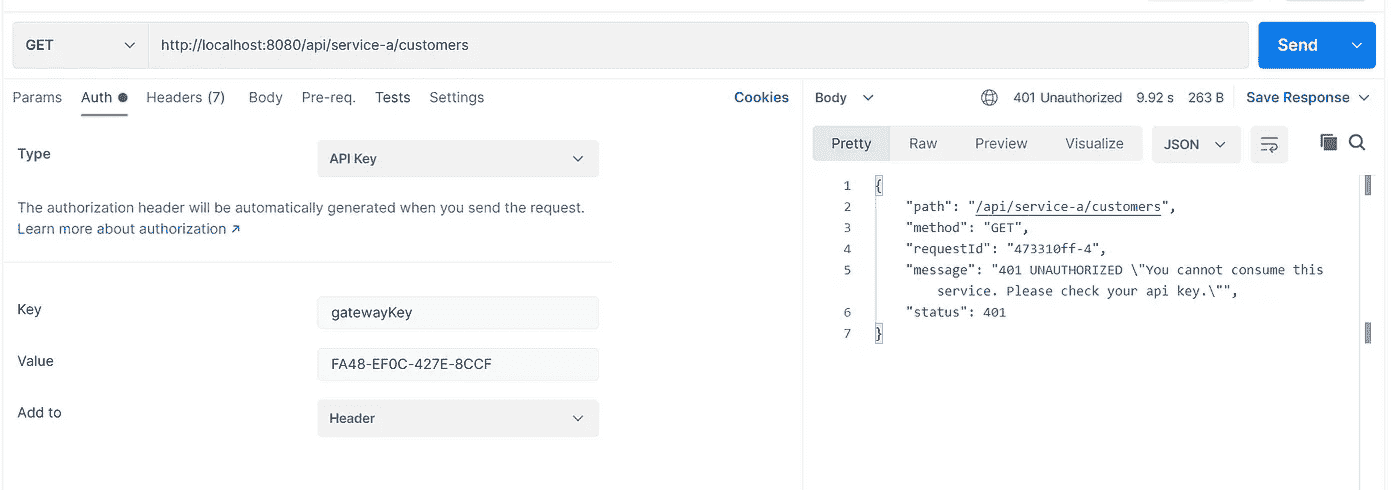 GET
http://localhost:8080/api/service-a/customers
Send
Params Auth Headers (7) Body Pre-req. Tests Settings Cookies
Type
API Key
The authorization header will be automatically generated when you send the request.
Learn more about authorization ↗
Key
gatewayKey
Value
FA48-EF0C-427E-8CCF
Add to
Header
Body 401 Unauthorized 9.92 s 263 B Save Response
Pretty Raw Preview Visualize JSON
1 {
2 "path": "/api/service-a/customers",
3 "method": "GET",
4 "requestId": "473310ff-4",
5 "message": "401 UNAUTHORIZED \"You cannot consume this
service. Please check your api key.\"",
6 "status": 401
7 }